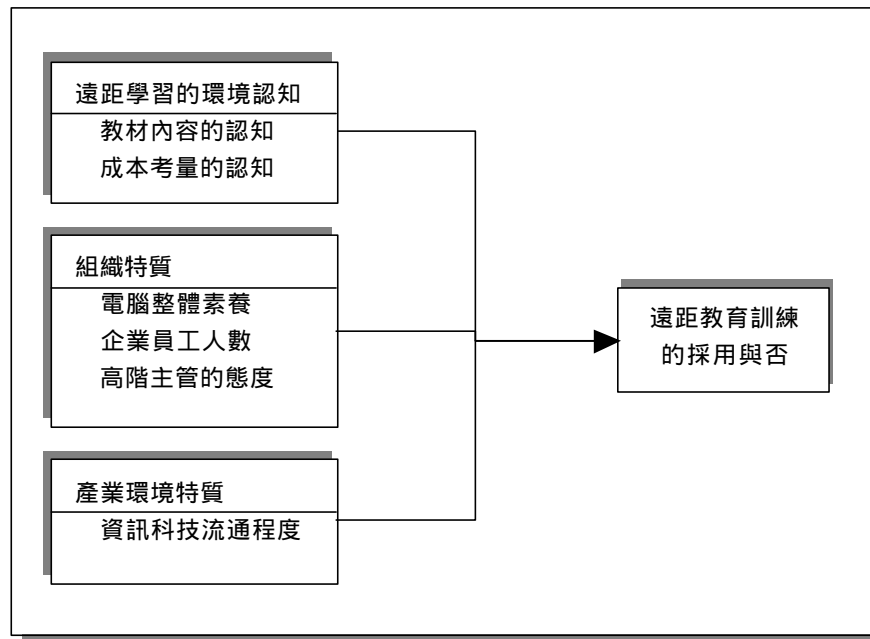 遠距學習的環境認知
教材內容的認知
成本考量的認知
組織特質
電腦整體素養
企業員工人數
高階主管的態度
產業環境特質
資訊科技流通程度
遠距教育訓練
的採用與否